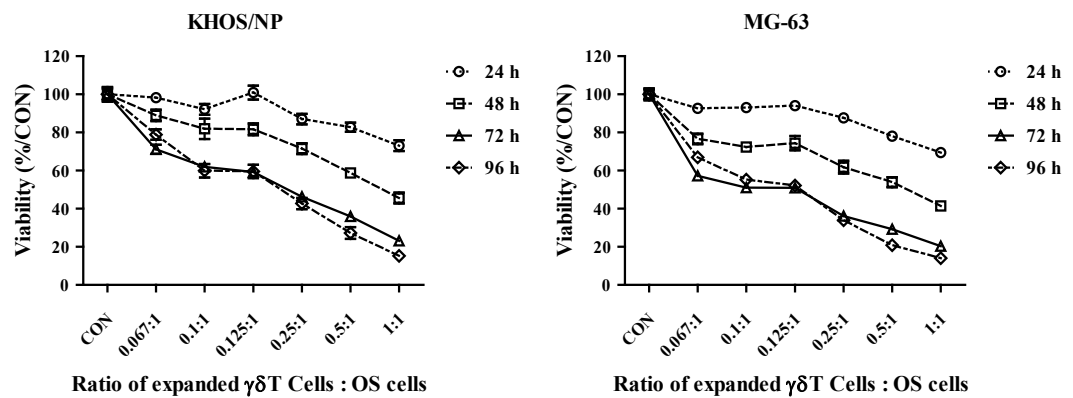 KHOS/NP
120
100
80
60
40
20
0
Viability (%/CON)
CON
0.067:1
0.1:1
0.125:1
0.25:1
0.5:1
1:1
Ratio of expanded γδT Cells : OS cells
24 h
48 h
72 h
96 h
MG-63
120
100
80
60
40
20
0
Viability (%/CON)
CON
0.067:1
0.1:1
0.125:1
0.25:1
0.5:1
1:1
Ratio of expanded γδT Cells : OS cells
24 h
48 h
72 h
96 h